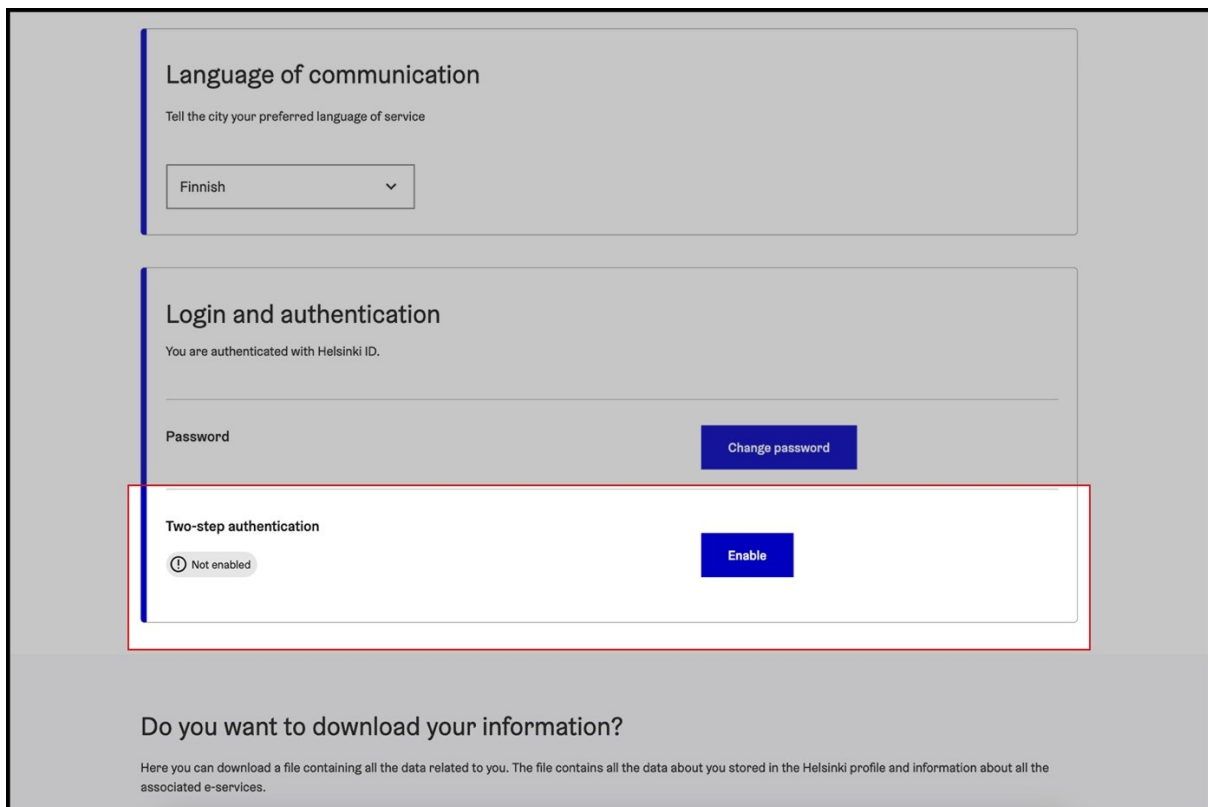 Language of communication
Tell the city your preferred language of service
Finnish
Login and authentication
You are authenticated with Helsinki ID.
Password
Change password
Two-step authentication
Not enabled
Enable
Do you want to download your information?
Here you can download a file containing all the data related to you. The file contains all the data about you stored in the Helsinki profile and information about all the
associated e-services.